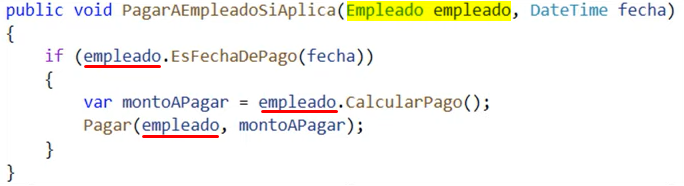 public void PagarAEmpleadoSiAplica(Empleado empleado, DateTime fecha)
{
    if (empleado.EsFechaDePago(fecha))
    {
        var montoAPagar = empleado.CalcularPago();
        Pagar(empleado, montoAPagar);
    }
}